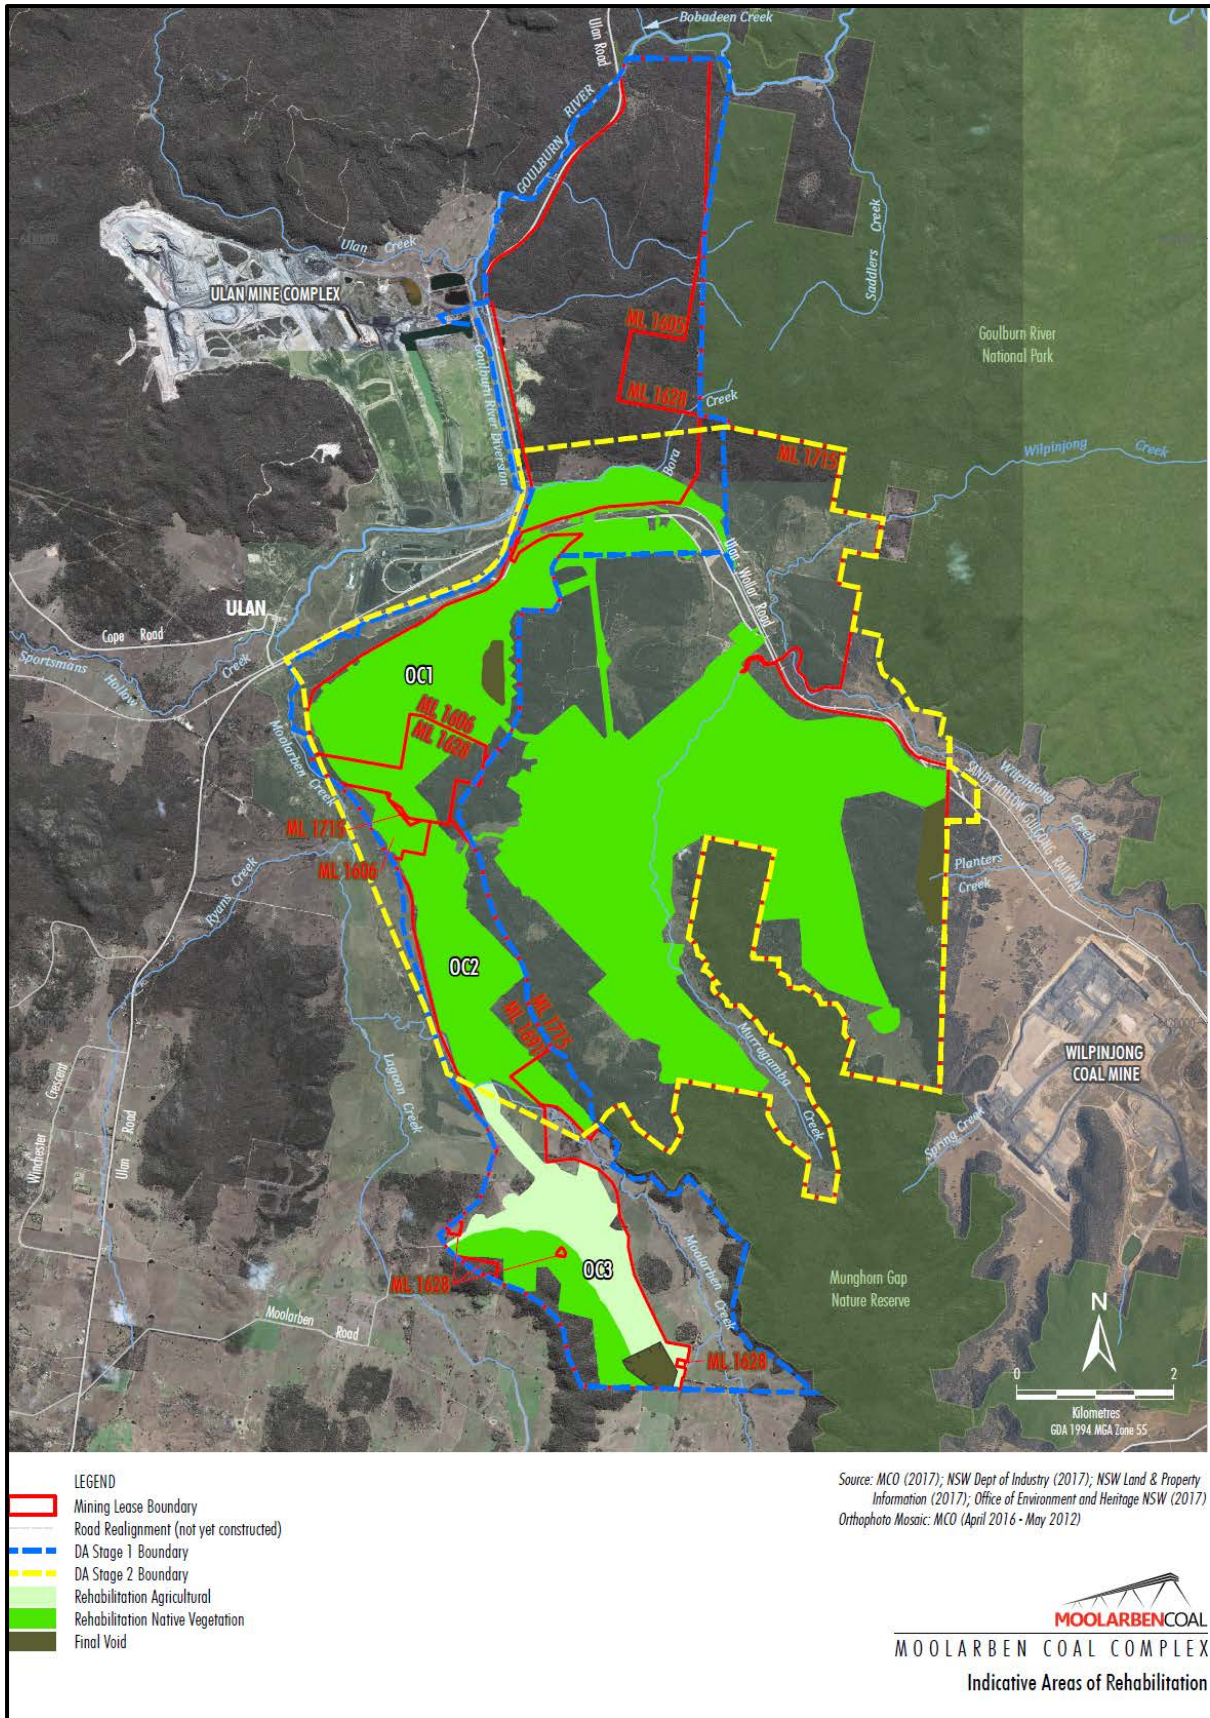 Bobadeen Creek
Ulan Road
GOULBURN RIVER
Ulan Creek
ULAN MINE COMPLEX
Saddlers Creek
ML 1605
Goulburn River
National Park
ML 1628
Creek
Goulburn River Diversion
Bora
ML 1715
Wilpinjong Creek
Ulan Wollar Road
ULAN
Cope Road
Sportsmans Hollow Creek
OC1
ML 1606
ML 1628
Moolarben Creek
Wilpinjong Creek
SANDY HOLLOW GULGONG RAILWAY
ML 1715
ML 1606
Planters
Creek
Ryans Creek
OC2
ML 1715
Murragamba Creek
WILPINJONG
COAL MINE
Lagoon Creek
Winchester Crescent
Ulan Road
Spring Creek
Moolarben Creek
OC3
ML 1628
Munghorn Gap
Nature Reserve
Moolarben Road
ML 1628
N
0 2
Kilometres
GDA 1994 MGA Zone 55
LEGEND
Mining Lease Boundary
Road Realignment (not yet constructed)
DA Stage 1 Boundary
DA Stage 2 Boundary
Rehabilitation Agricultural
Rehabilitation Native Vegetation
Final Void
Source: MCO (2017); NSW Dept of Industry (2017); NSW Land & Property
Information (2017); Office of Environment and Heritage NSW (2017)
Orthophoto Mosaic: MCO (April 2016 - May 2012)
MOOLARBENCOAL
MOOLARBEN COAL COMPLEX
Indicative Areas of Rehabilitation